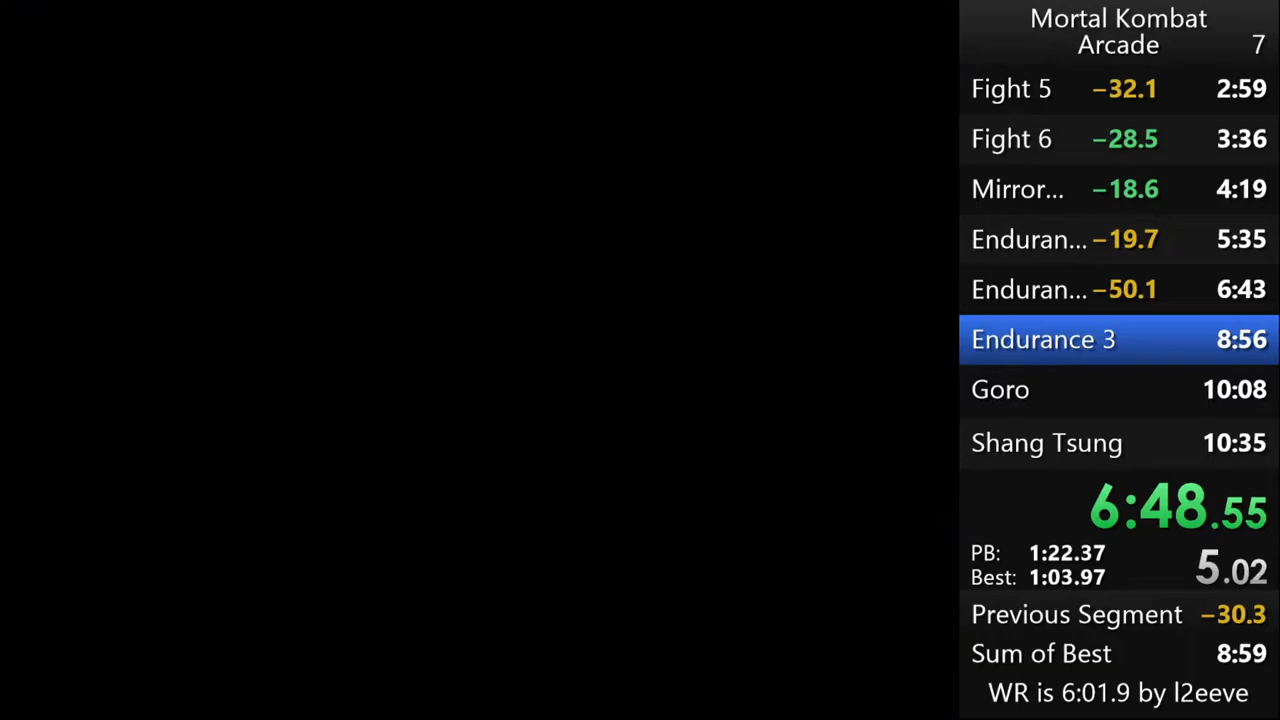 Mortal Kombat
Arcade 7
Fight 5 −32.1 2:59
Fight 6 −28.5 3:36
Mirror... −18.6 4:19
Enduran... −19.7 5:35
Enduran... −50.1 6:43
Endurance 3 8:56
Goro 10:08
Shang Tsung 10:35
6:48.55
PB: 1:22.37
Best: 1:03.97
5.02
Previous Segment −30.3
Sum of Best 8:59
WR is 6:01.9 by l2eeve